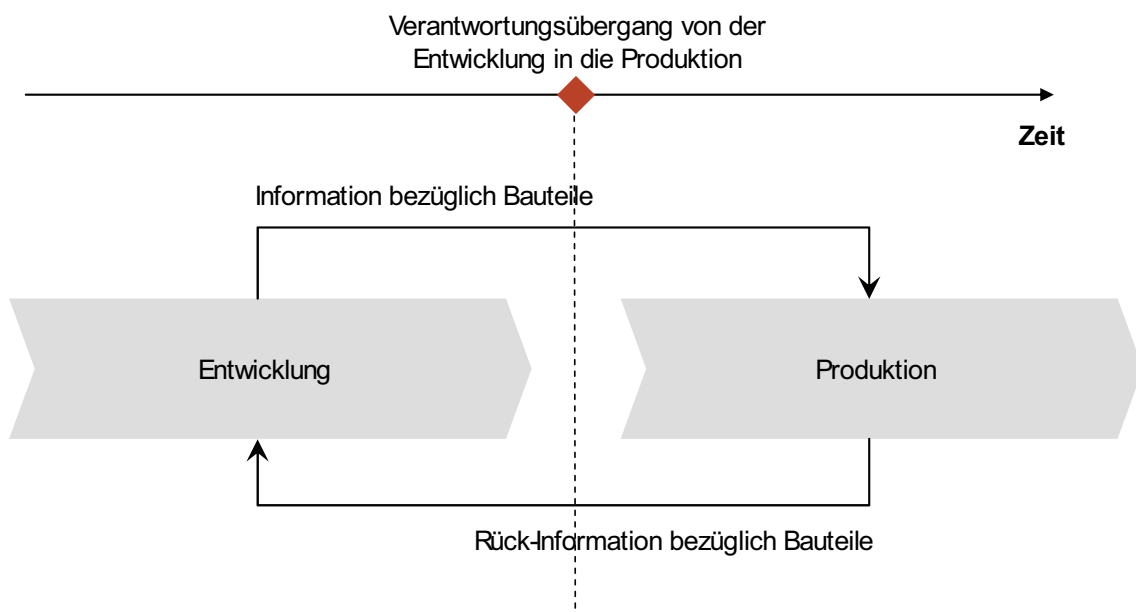 Verantwortungsübergang von der
Entwicklung in die Produktion
Zeit
Information bezüglich Bauteile
Entwicklung
Produktion
Rück-Information bezüglich Bauteile